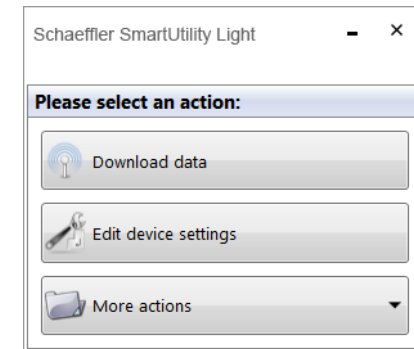 Schaeffler SmartUtility Light
Please select an action:
Download data
Edit device settings
More actions